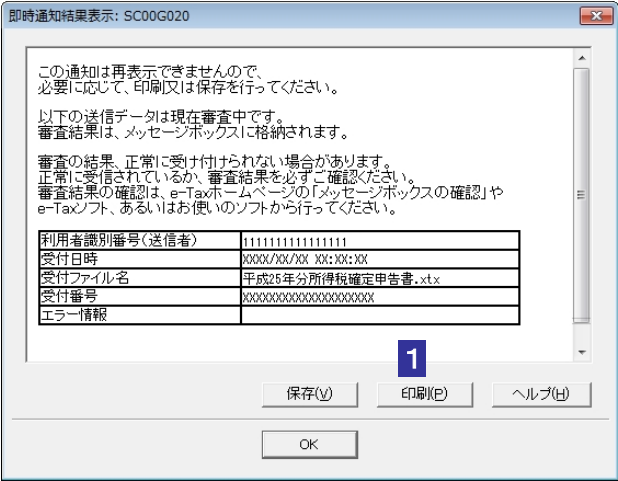 即時通知結果表示: SC00G020
この通知は再表示できませんので、
必要に応じて、印刷又は保存を行ってください。
以下の送信データは現在審査中です。
審査結果は、メッセージボックスに格納されます。
審査の結果、正常に受け付けられない場合があります。
正常に受信されているか、審査結果を必ずご確認ください。
審査結果の確認は、e-Taxホームページの「メッセージボックスの確認」や
e-Taxソフト、あるいはお使いのソフトから行ってください。
利用者識別番号(送信者) 1111111111111111
受付日時 XXXX/XX/XX XX:XX:XX
受付ファイル名 平成25年分所得税確定申告書.xtx
受付番号 XXXXXXXXXXXXXXXXXXXX
エラー情報
1
保存(V) 印刷(P) ヘルプ(H)
OK